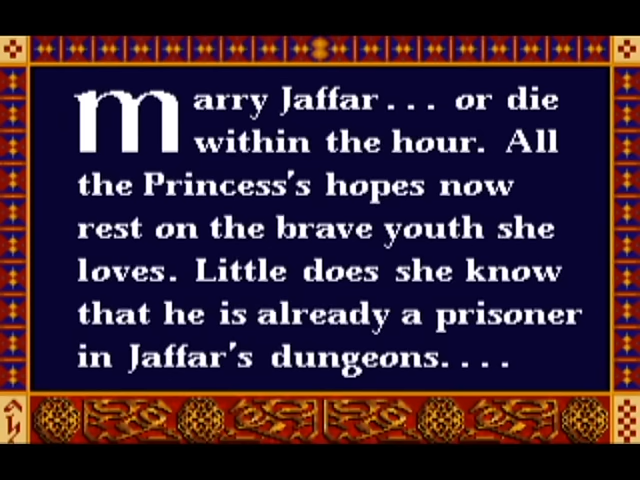 Marry Jaffar... or die
within the hour. All
the Princess's hopes now
rest on the brave youth she
loves. Little does she know
that he is already a prisoner
in Jaffar's dungeons....